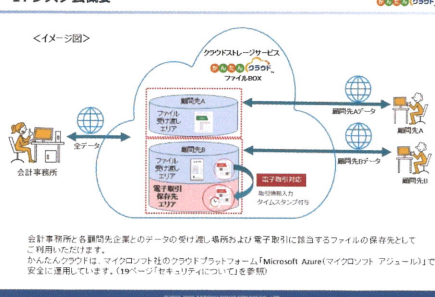 <イメージ図>
クラウドストレージサービス
かんたんクラウド
ファイルBOX
顧問先A
ファイル
受け渡し
エリア
顧問先Aデータ
顧問先A
全データ
会計事務所
顧問先B
ファイル
受け渡し
エリア
顧問先Bデータ
顧問先B
電子取引
保存先
エリア
電子取引対応
取引情報入力
タイムスタンプ付与
会計事務所と各顧問先企業とのデータの受け渡し場所および電子取引に該当するファイルの保存先として
ご利用いただけます。
かんたんクラウドは、マイクロソフト社のクラウドプラットフォーム「Microsoft Azure(マイクロソフト アジュール)」で
安全に運用しています。(19ページ「セキュリティについて」を参照)